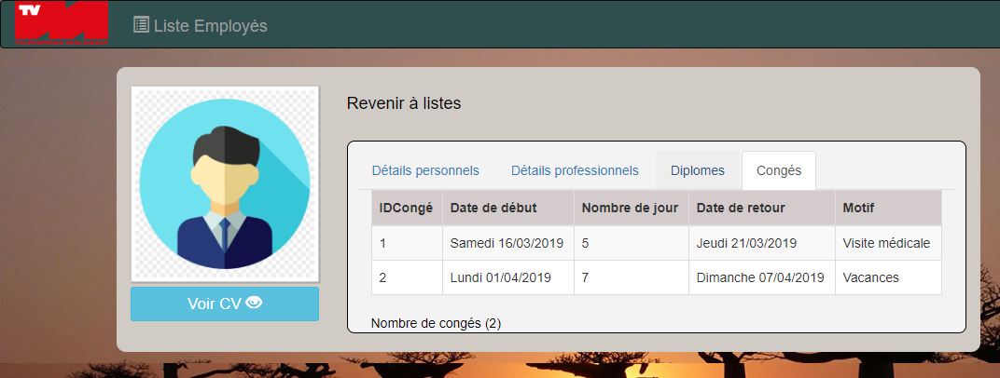 TV
Liste Employés
Revenir à listes
Détails personnels Détails professionnels Diplomes Congés
IDCongé Date de début Nombre de jour Date de retour Motif
1 Samedi 16/03/2019 5 Jeudi 21/03/2019 Visite médicale
2 Lundi 01/04/2019 7 Dimanche 07/04/2019 Vacances
Voir CV
Nombre de congés (2)